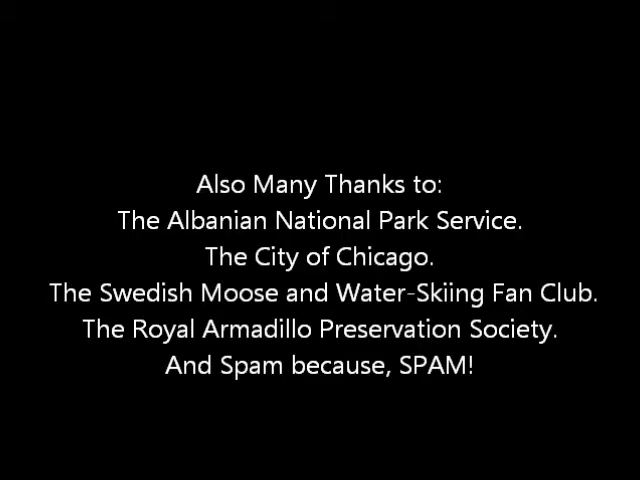 Also Many Thanks to:
The Albanian National Park Service.
The City of Chicago.
The Swedish Moose and Water-Skiing Fan Club.
The Royal Armadillo Preservation Society.
And Spam because, SPAM!